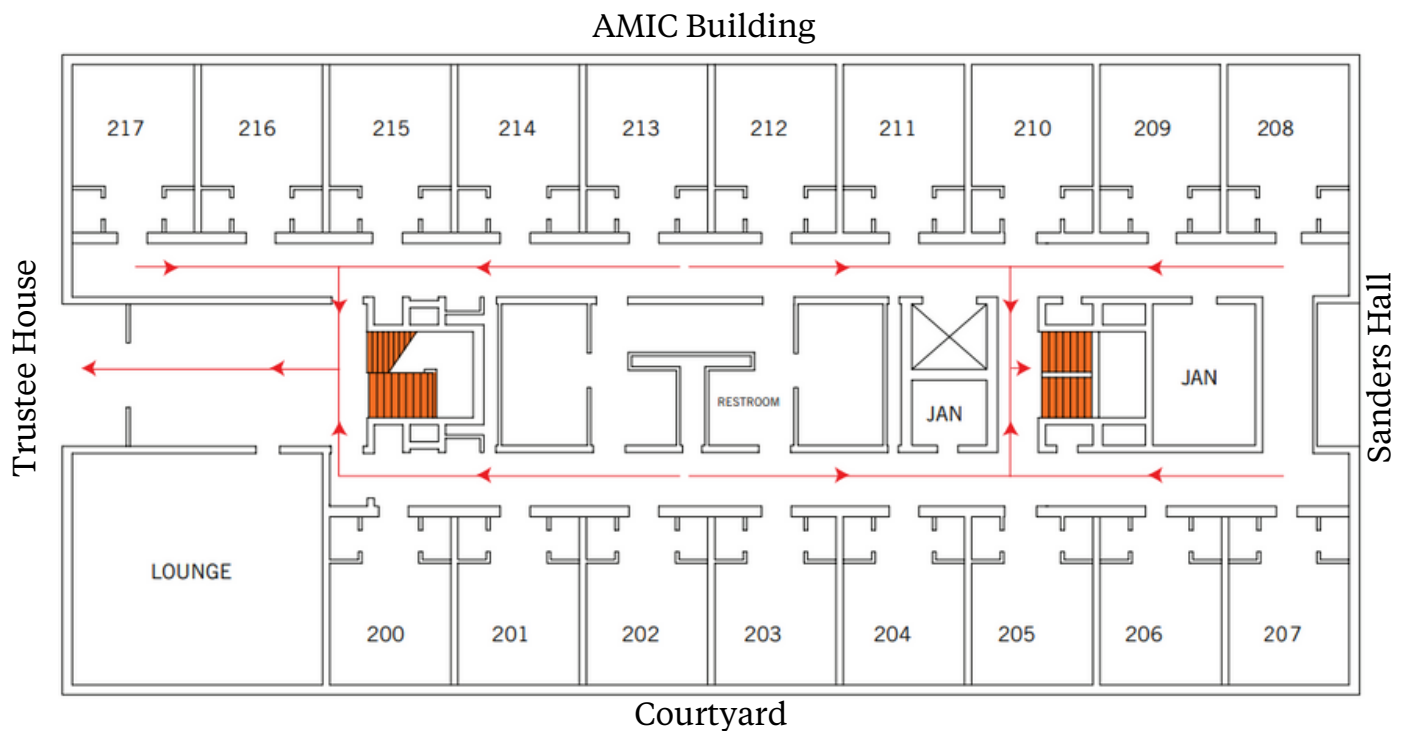 AMIC Building
217 216 215 214 213 212 211 210 209 208
Trustee House
Sanders Hall
JAN
RESTROOM
JAN
LOUNGE
200 201 202 203 204 205 206 207
Courtyard